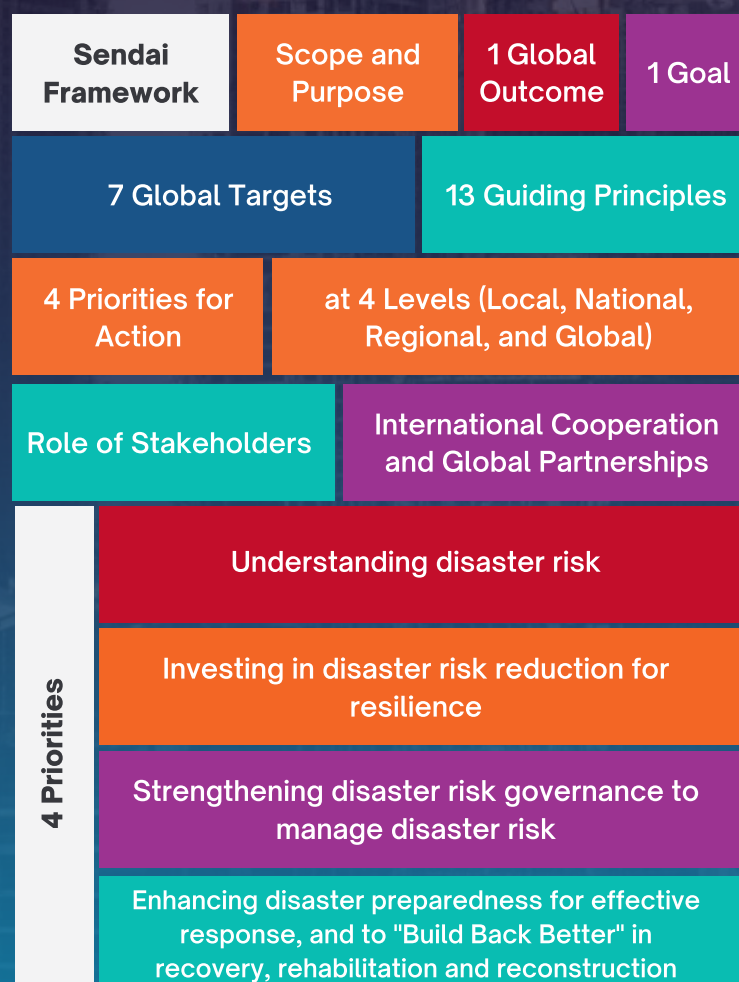 Sendai
Framework
Scope and
Purpose
1 Global
Outcome
1 Goal
7 Global Targets
13 Guiding Principles
4 Priorities for
Action
at 4 Levels (Local, National,
Regional, and Global)
Role of Stakeholders
International Cooperation
and Global Partnerships
4 Priorities
Understanding disaster risk
Investing in disaster risk reduction for
resilience
Strengthening disaster risk governance to
manage disaster risk
Enhancing disaster preparedness for effective
response, and to "Build Back Better" in
recovery, rehabilitation and reconstruction